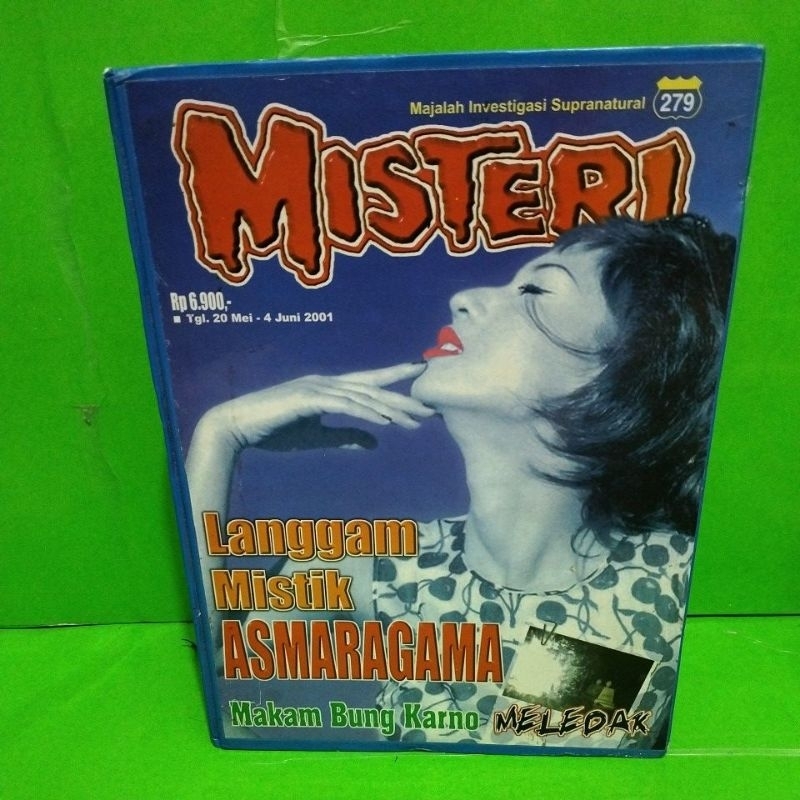 Majalah Investigasi Supranatural 279
MISTERI
Rp 6.900,-
Tgl. 20 Mei - 4 Juni 2001
Langgam
Mistik
ASMARAGAMA
Makam Bung Karno MELEDAK